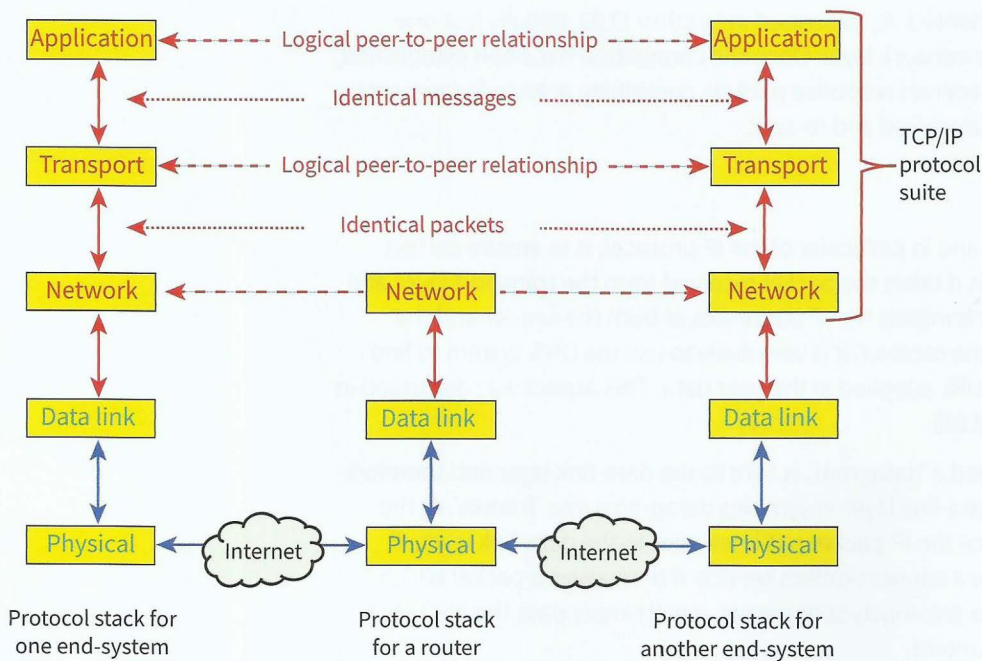 Application
Logical peer-to-peer relationship
Application
Identical messages
Transport
Logical peer-to-peer relationship
Transport
TCP/IP
protocol
suite
Identical packets
Network
Network
Network
Data link
Data link
Data link
Physical
Internet
Physical
Internet
Physical
Protocol stack for
one end-system
Protocol stack
for a router
Protocol stack for
another end-system